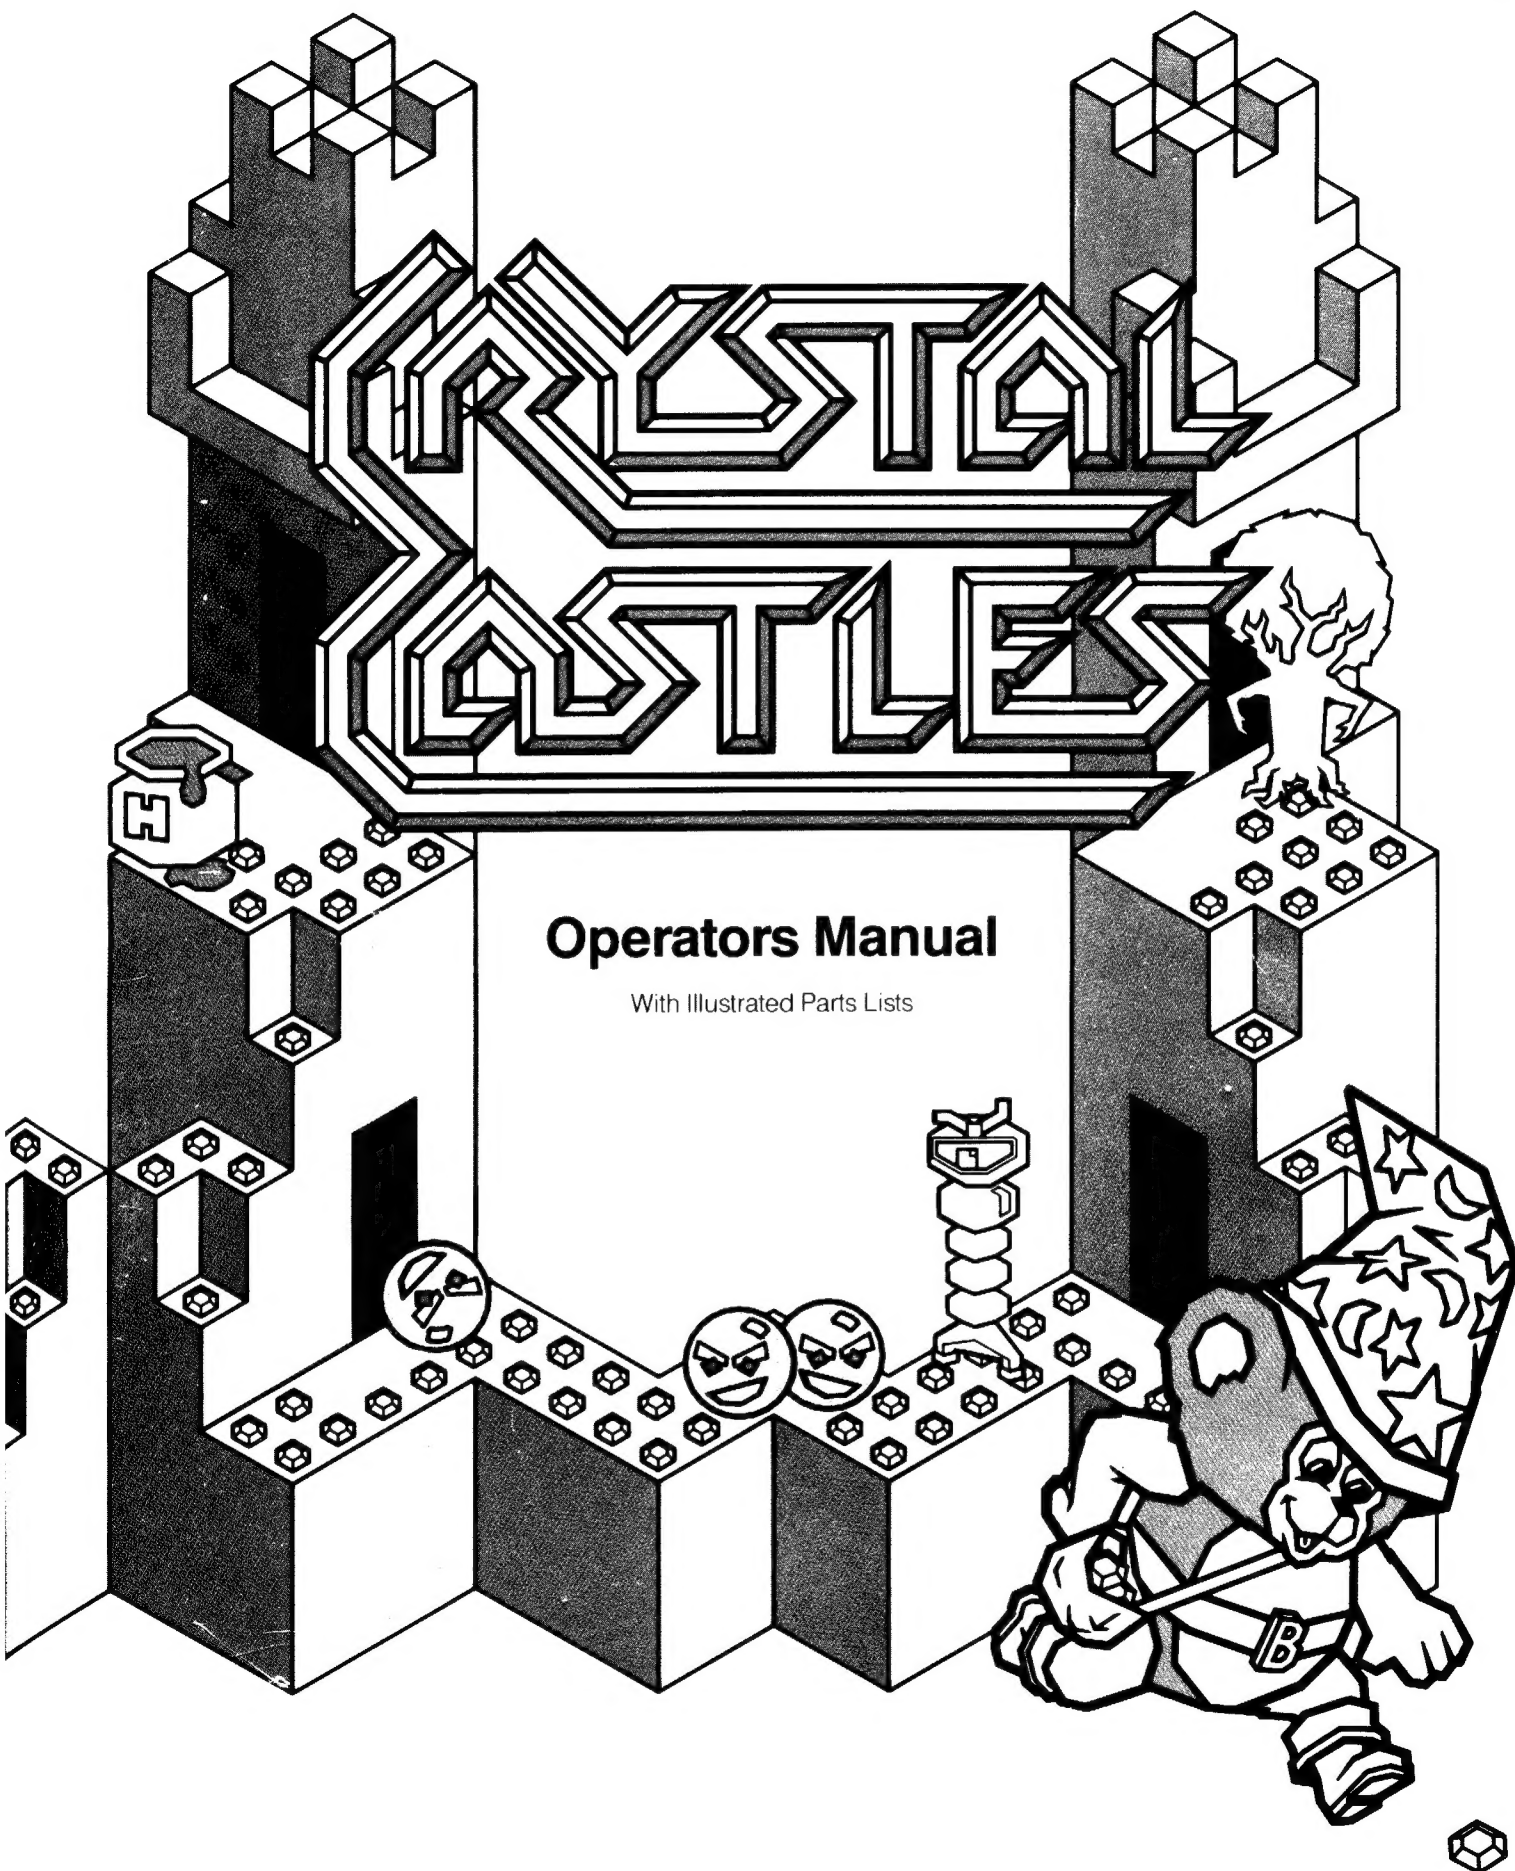 CRYSTAL
CASTLES
H
Operators Manual
With Illustrated Parts Lists
B